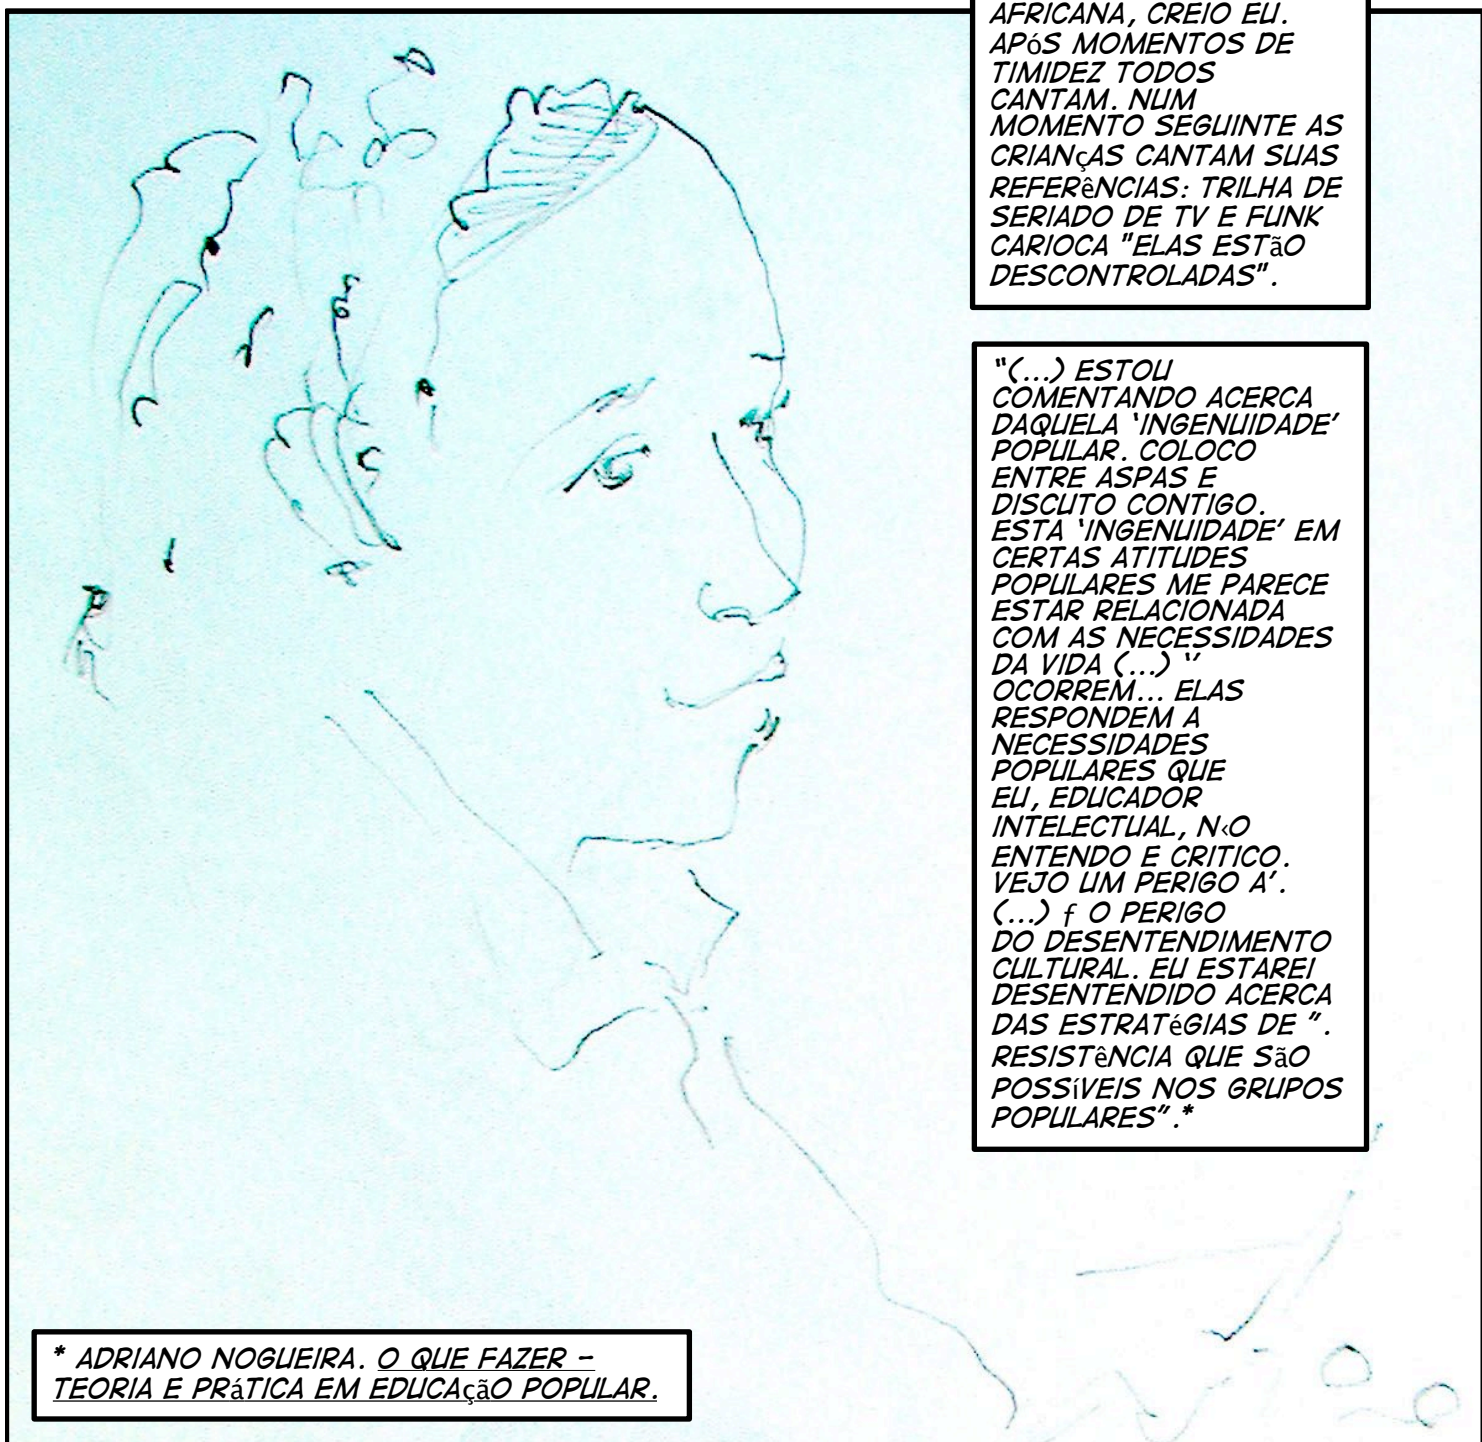 AFRICANA, CREIO EU.
APÓS MOMENTOS DE
TIMIDEZ TODOS
CANTAM. NUM
MOMENTO SEGUINTE AS
CRIANÇAS CANTAM SUAS
REFERÊNCIAS: TRILHA DE
SERIADO DE TV E FUNK
CARIOCA "ELAS ESTÃO
DESCONTROLADAS".
"(...) ESTOU
COMENTANDO ACERCA
DAQUELA 'INGENUIDADE'
POPULAR. COLOCO
ENTRE ASPAS E
DISCUTO CONTIGO.
ESTA 'INGENUIDADE' EM
CERTAS ATITUDES
POPULARES ME PARECE
ESTAR RELACIONADA
COM AS NECESSIDADES
DA VIDA (...) '‘
OCORREM... ELAS
RESPONDEM A
NECESSIDADES
POPULARES QUE
EU, EDUCADOR
INTELECTUAL, N‹O
ENTENDO E CRITICO.
VEJO UM PERIGO A'.
(...) ƒ O PERIGO
DO DESENTENDIMENTO
CULTURAL. EU ESTAREI
DESENTENDIDO ACERCA
DAS ESTRATÉGIAS DE ".
RESISTÊNCIA QUE SÃO
POSSÍVEIS NOS GRUPOS
POPULARES".*
* ADRIANO NOGUEIRA. O QUE FAZER –
TEORIA E PRÁTICA EM EDUCAÇÃO POPULAR.